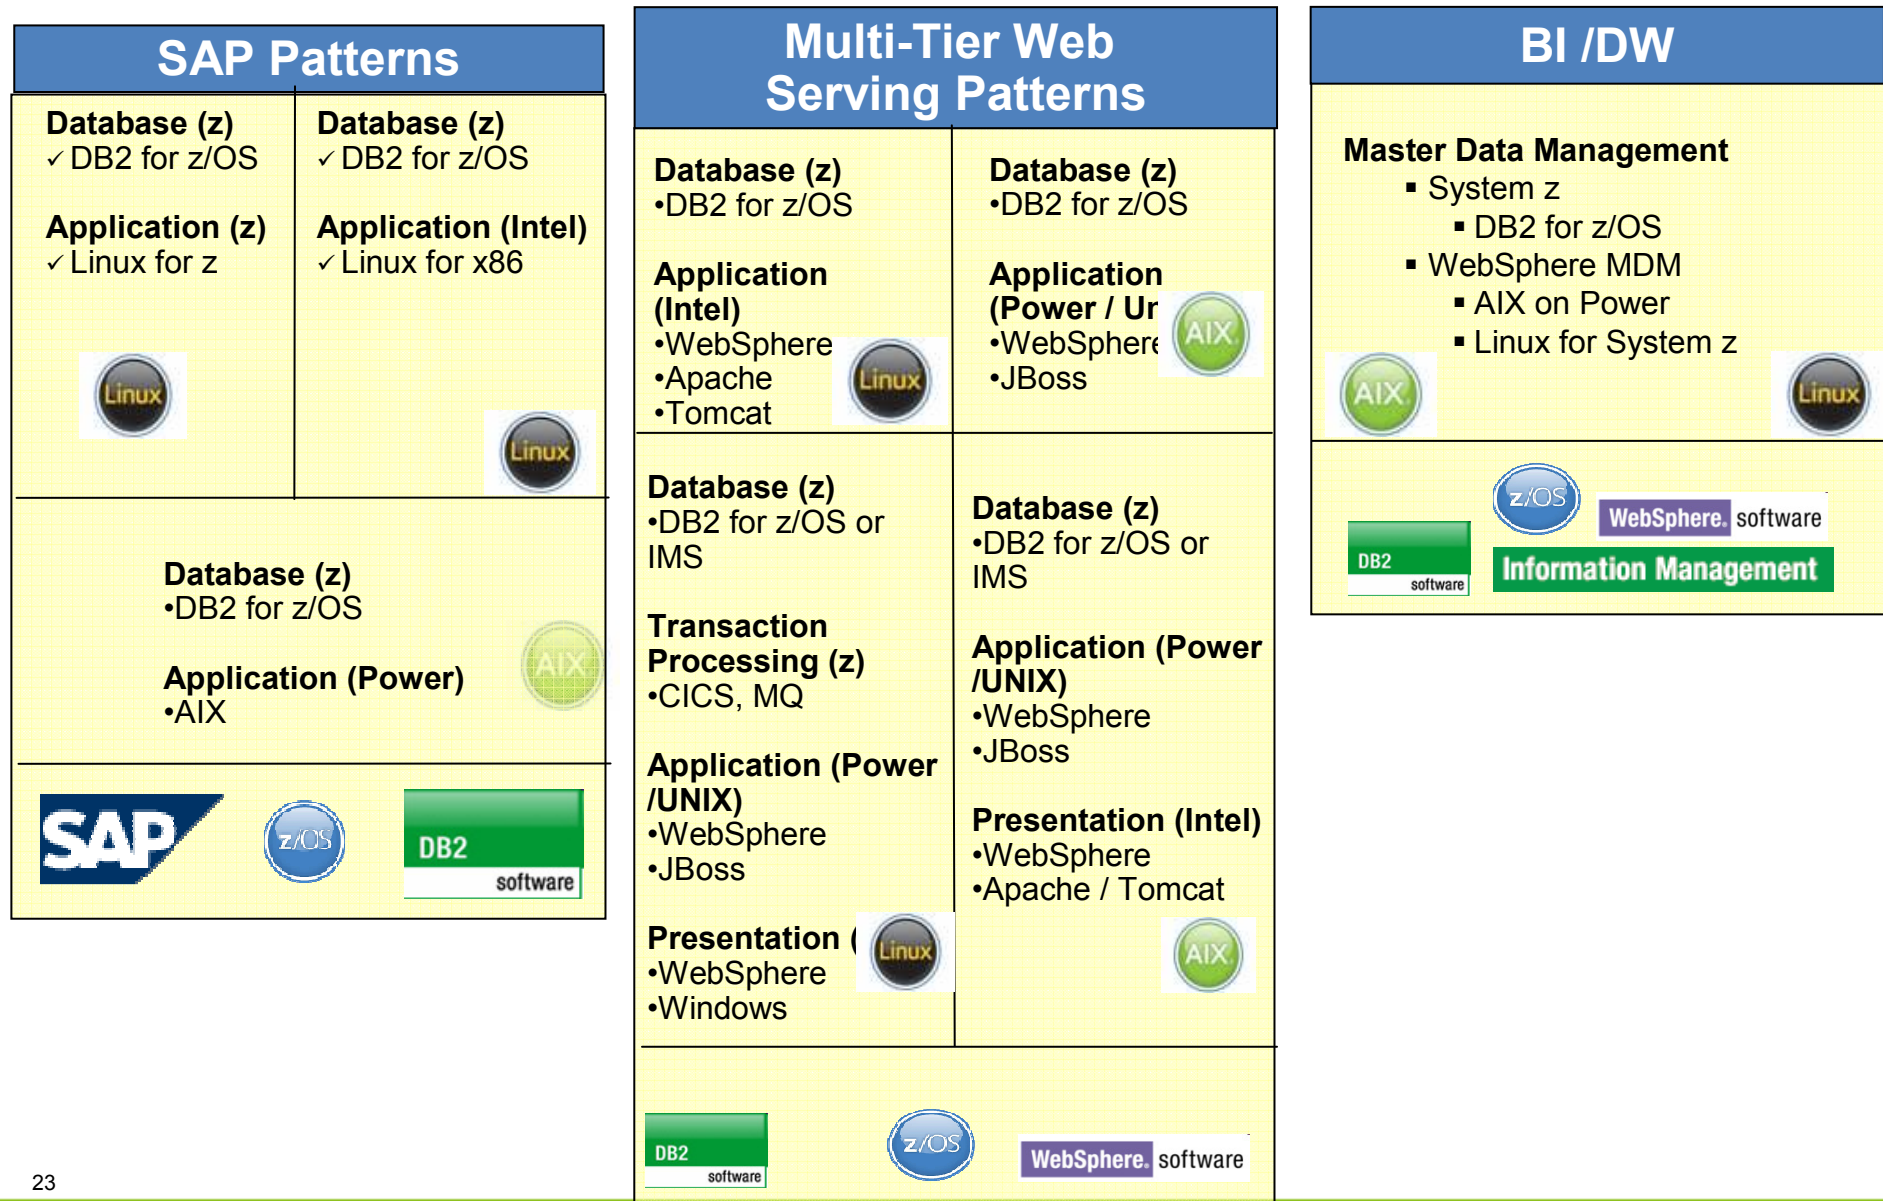 SAP Patterns
Database (z)
✓ DB2 for z/OS
Application (z)
✓ Linux for z
Linux
Database (z)
✓ DB2 for z/OS
Application (Intel)
✓ Linux for x86
Linux
Database (z)
•DB2 for z/OS
Application (Power)
•AIX
AIX
SAP
z/OS
DB2
software
Multi-Tier Web
Serving Patterns
Database (z)
•DB2 for z/OS
Application
(Intel)
•WebSphere
•Apache
•Tomcat
Linux
Database (z)
•DB2 for z/OS
Application
(Power / Un
•WebSphere
•JBoss
AIX
Database (z)
•DB2 for z/OS or
IMS
Transaction
Processing (z)
•CICS, MQ
Application (Power
/UNIX)
•WebSphere
•JBoss
Presentation (
•WebSphere
•Windows
Linux
Database (z)
•DB2 for z/OS or
IMS
Application (Power
/UNIX)
•WebSphere
•JBoss
Presentation (Intel)
•WebSphere
•Apache / Tomcat
AIX
DB2
software
z/OS
WebSphere. software
BI /DW
Master Data Management
▪ System z
▪ DB2 for z/OS
▪ WebSphere MDM
▪ AIX on Power
▪ Linux for System z
AIX
Linux
z/OS
WebSphere. software
DB2
software
Information Management
23